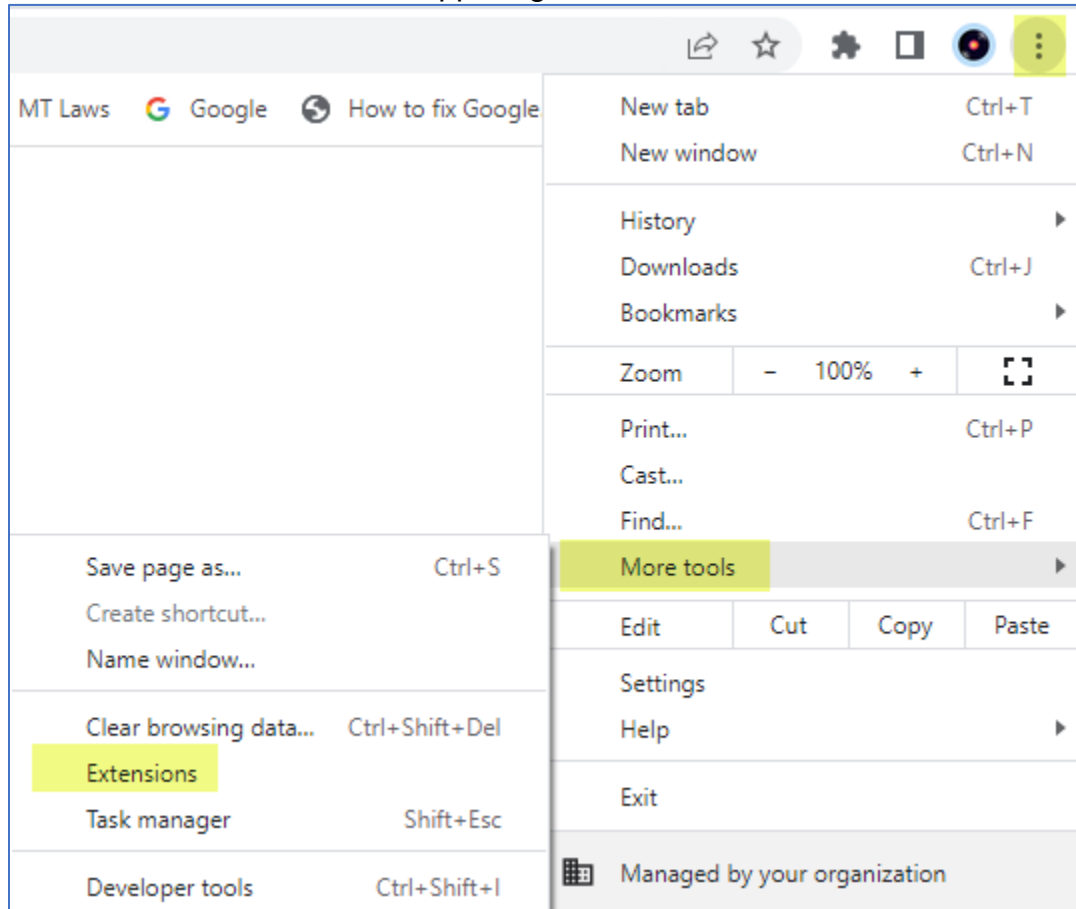 MT Laws Google How to fix Google
New tab Ctrl+T
New window Ctrl+N
History
Downloads Ctrl+J
Bookmarks
Zoom - 100% +
Print... Ctrl+P
Cast...
Find... Ctrl+F
More tools
Edit Cut Copy Paste
Settings
Help
Exit
Managed by your organization
Save page as... Ctrl+S
Create shortcut...
Name window...
Clear browsing data... Ctrl+Shift+Del
Extensions
Task manager Shift+Esc
Developer tools Ctrl+Shift+I